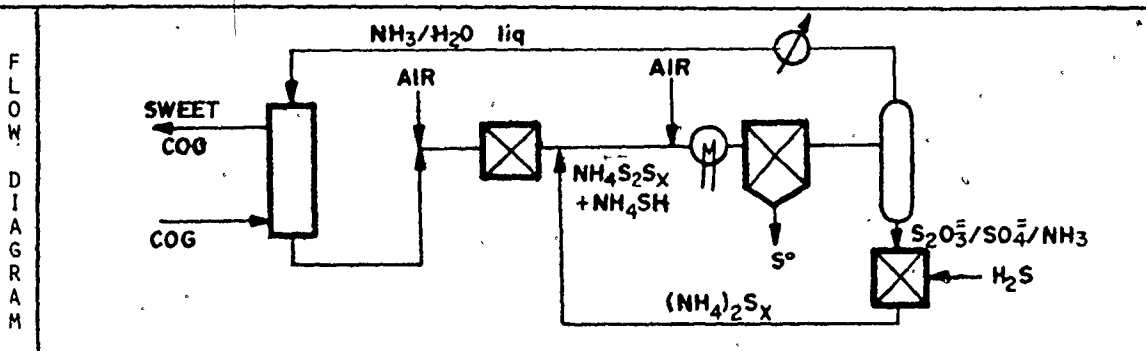 FLOW DIAGRAM
NH₃/H₂O liq
AIR
AIR
SWEET
COG
COG
NH₄S₂Sₓ
+NH₄SH
M
S°
S₂O₃⁼/SO₄⁼/NH₃
H₂S
(NH₄)₂Sₓ